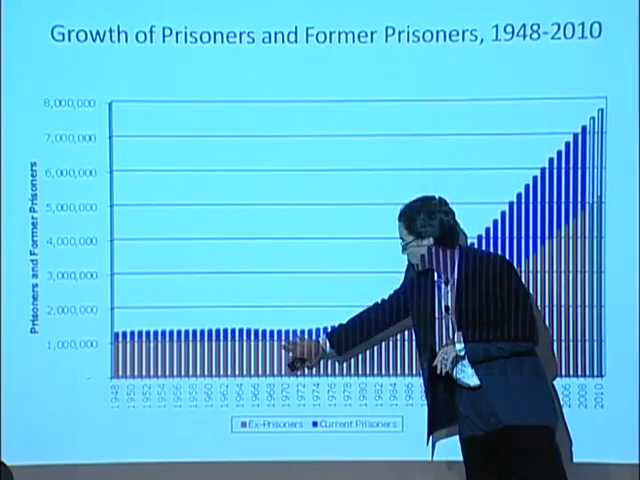 Growth of Prisoners and Former Prisoners, 1948-2010
Prisoners and Former Prisoners
8,000,000
7,000,000
6,000,000
5,000,000
4,000,000
3,000,000
2,000,000
1,000,000
-
1948 1950 1952 1954 1956 1958 1960 1962 1964 1966 1968 1970 1972 1974 1976 1978 1980 1982 1984 1986 2006 2008 2010
Ex-Prisoners Current Prisoners